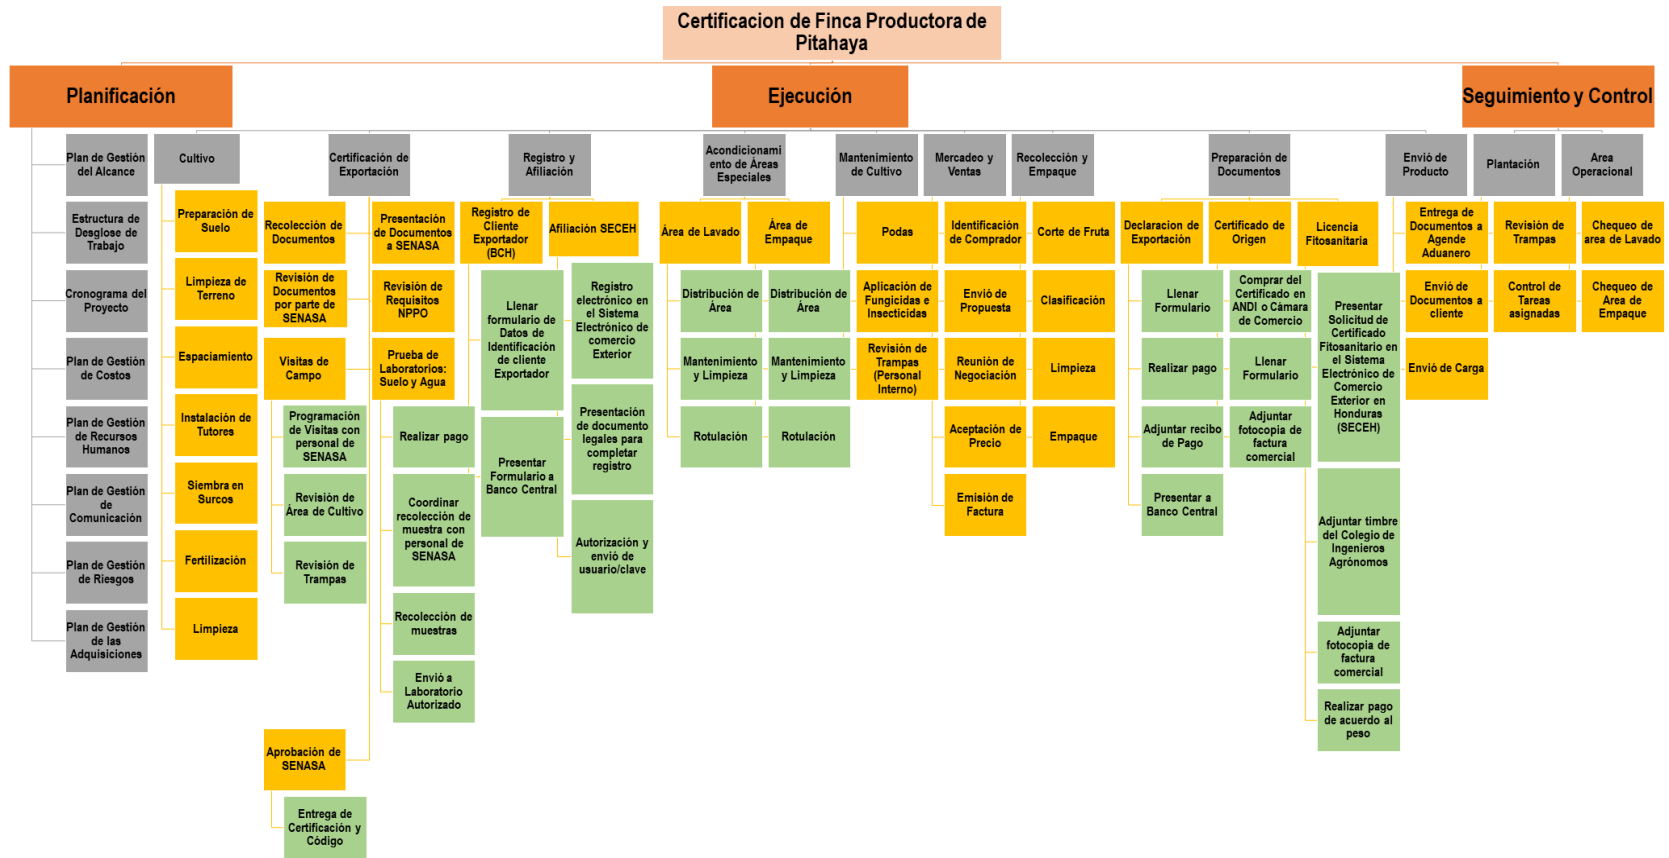 Certificacion de Finca Productora de
Pitahaya
Planificación
Ejecución
Seguimiento y Control
Plan de Gestión
del Alcance
Estructura de
Desglose de
Trabajo
Cronograma del
Proyecto
Plan de Gestión
de Costos
Plan de Gestión
de Recursos
Humanos
Plan de Gestión
de
Comunicación
Plan de Gestión
de Riesgos
Plan de Gestión
de las
Adquisiciones
Cultivo
Preparación de
Suelo
Limpieza de
Terreno
Espaciamiento
Instalación de
Tutores
Siembra en
Surcos
Fertilización
Limpieza
Certificación de
Exportación
Recolección de
Documentos
Presentación
de Documentos
a SENASA
Revisión de
Documentos
por parte de
SENASA
Revisión de
Requisitos
NPPO
Visitas de
Campo
Programación
de Visitas con
personal de
SENASA
Revisión de
Área de Cultivo
Revisión de
Trampas
Prueba de
Laboratorios:
Suelo y Agua
Realizar pago
Coordinar
recolección de
muestra con
personal de
SENASA
Recolección de
muestras
Envió a
Laboratorio
Autorizado
Aprobación de
SENASA
Entrega de
Certificación y
Código
Registro y
Afiliación
Registro de
Cliente
Exportador
(BCH)
Llenar
formulario de
Datos de
Identificación
de cliente
Exportador
Presentar
Formulario a
Banco Central
Afiliación SECEH
Registro
electrónico en
el Sistema
Electrónico de
comercio
Exterior
Presentación
de documento
legales para
completar
registro
Autorización y
envió de
usuario/clave
Acondicionami
ento de Áreas
Especiales
Área de Lavado
Distribución de
Área
Mantenimiento
y Limpieza
Rotulación
Área de
Empaque
Distribución de
Área
Mantenimiento
y Limpieza
Rotulación
Mantenimiento
de Cultivo
Podas
Aplicación de
Fungicidas e
Insecticidas
Revisión de
Trampas
(Personal
Interno)
Mercadeo y
Ventas
Identificación
de Comprador
Envió de
Propuesta
Reunión de
Negociación
Aceptación de
Precio
Emisión de
Factura
Recolección y
Empaque
Corte de Fruta
Clasificación
Limpieza
Empaque
Preparación de
Documentos
Declaracion de
Exportación
Llenar
Formulario
Realizar pago
Adjuntar recibo
de Pago
Presentar a
Banco Central
Certificado de
Origen
Comprar del
Certificado en
ANDI o Cámara
de Comercio
Llenar
Formulario
Adjuntar
fotocopia de
factura
comercial
Licencia
Fitosanitaria
Presentar
Solicitud de
Certificado
Fitosanitario en
el Sistema
Electrónico de
Comercio
Exterior en
Honduras
(SECEH)
Adjuntar timbre
del Colegio de
Ingenieros
Agrónomos
Adjuntar
fotocopia de
factura
comercial
Realizar pago
de acuerdo al
peso
Envió de
Producto
Entrega de
Documentos a
Agende
Aduanero
Envió de
Documentos a
cliente
Envió de Carga
Plantación
Revisión de
Trampas
Control de
Tareas
asignadas
Area
Operacional
Chequeo de
area de Lavado
Chequeo de
Area de
Empaque